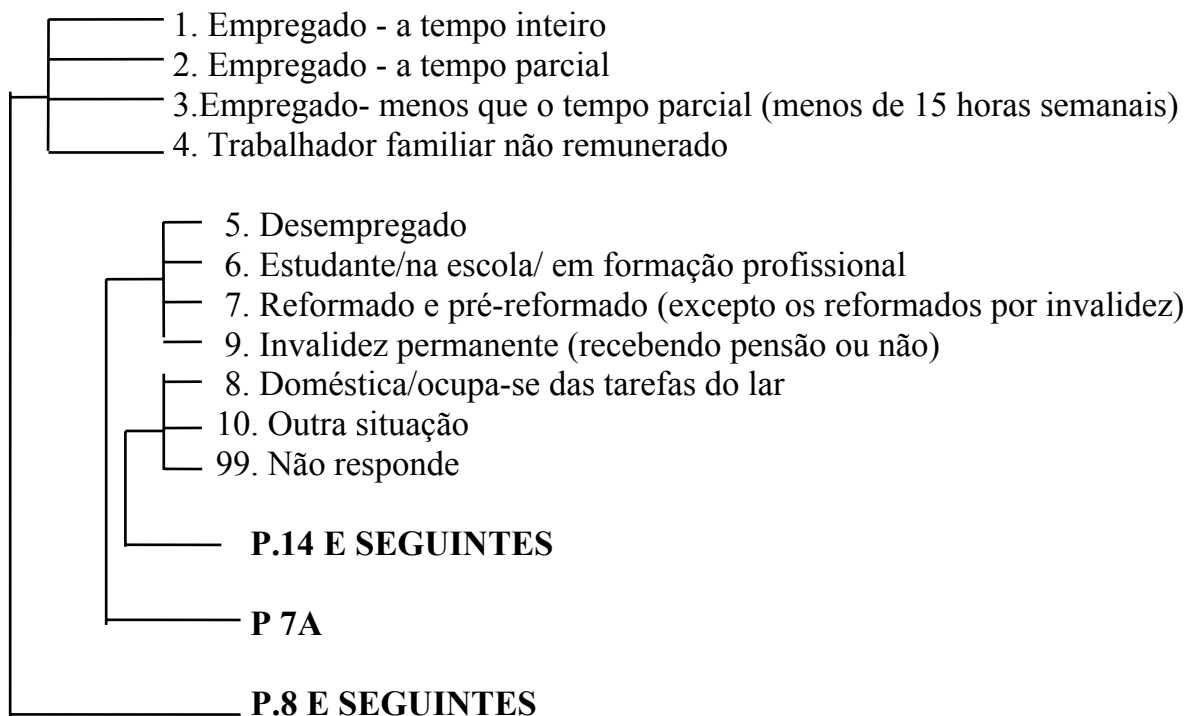 1. Empregado - a tempo inteiro
2. Empregado - a tempo parcial
3.Empregado- menos que o tempo parcial (menos de 15 horas semanais)
4. Trabalhador familiar não remunerado
5. Desempregado
6. Estudante/na escola/ em formação profissional
7. Reformado e pré-reformado (excepto os reformados por invalidez)
9. Invalidez permanente (recebendo pensão ou não)
8. Doméstica/ocupa-se das tarefas do lar
10. Outra situação
99. Não responde
P.14 E SEGUINTES
P 7A
P.8 E SEGUINTES